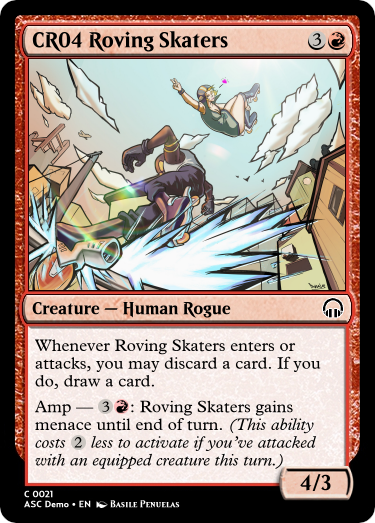 CR04 Roving Skaters 3
Creature — Human Rogue
Whenever Roving Skaters enters or
attacks, you may discard a card. If you
do, draw a card.
Amp — 3: Roving Skaters gains
menace until end of turn. (This ability
costs 2 less to activate if you've attacked
with an equipped creature this turn.)
4/3
C 0021
ASC Demo • EN Basile Penuelas